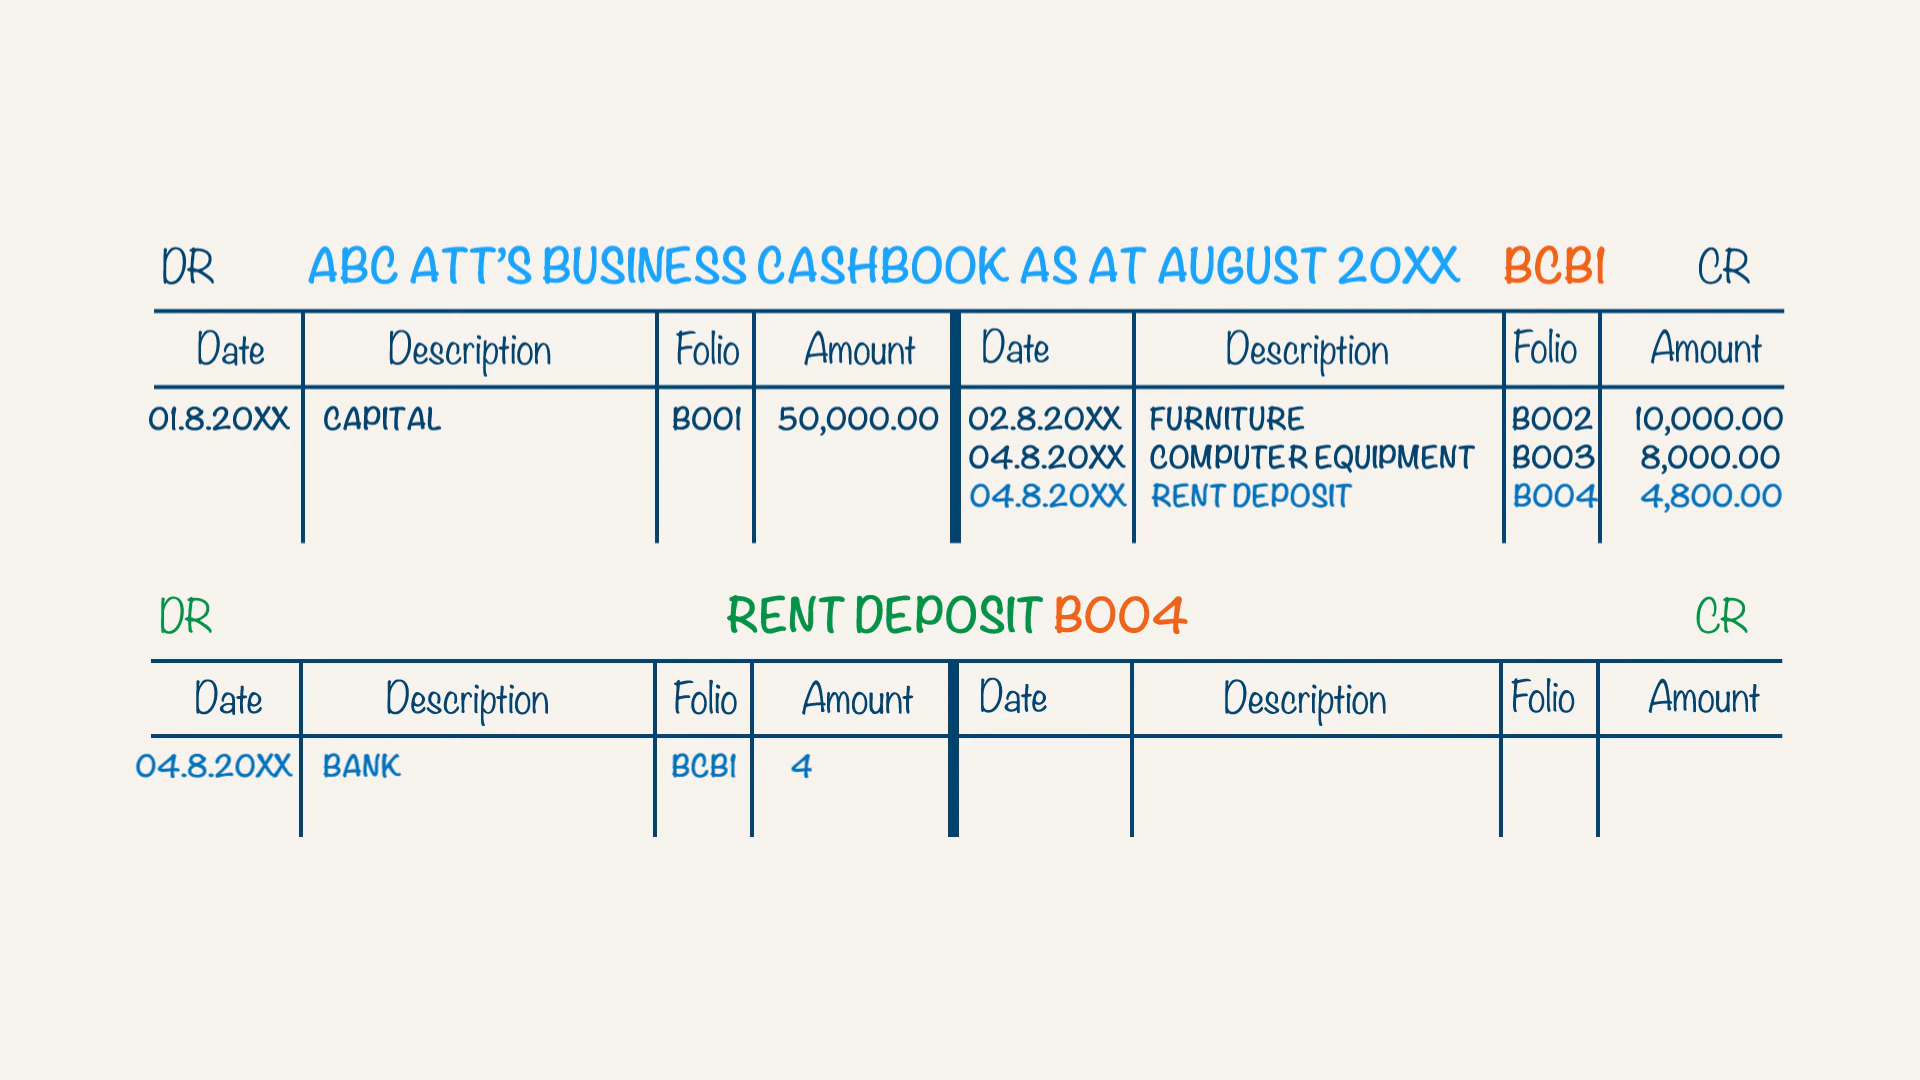 DR ABC ATT'S BUSINESS CASHBOOK AS AT AUGUST 20XX BCB1 CR
Date Description Folio Amount Date Description Folio Amount
01.8.20XX CAPITAL B001 50,000.00 02.8.20XX FURNITURE B002 10,000.00
04.8.20XX COMPUTER EQUIPMENT B003 8,000.00
04.8.20XX RENT DEPOSIT B004 4,800.00
DR RENT DEPOSIT B004 CR
Date Description Folio Amount Date Description Folio Amount
04.8.20XX BANK BCB1 4